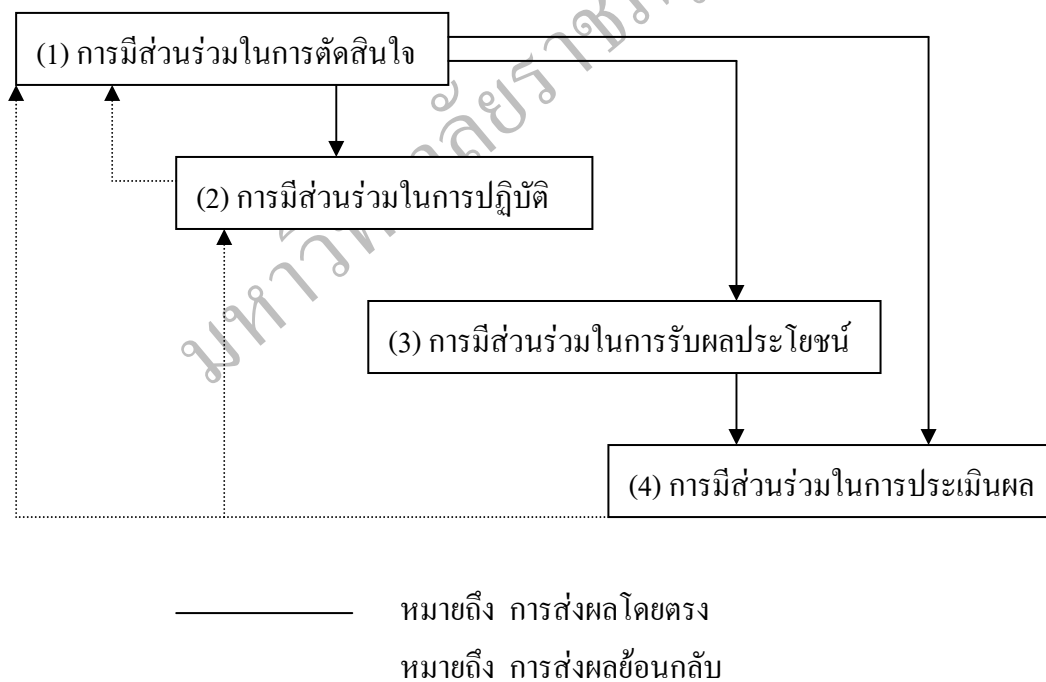 (1) การมีส่วนร่วมในการตัดสินใจ
(2) การมีส่วนร่วมในการปฏิบัติ
(3) การมีส่วนร่วมในการรับผลประโยชน์
(4) การมีส่วนร่วมในการประเมินผล
หมายถึง การส่งผลโดยตรง
หมายถึง การส่งผลย้อนกลับ